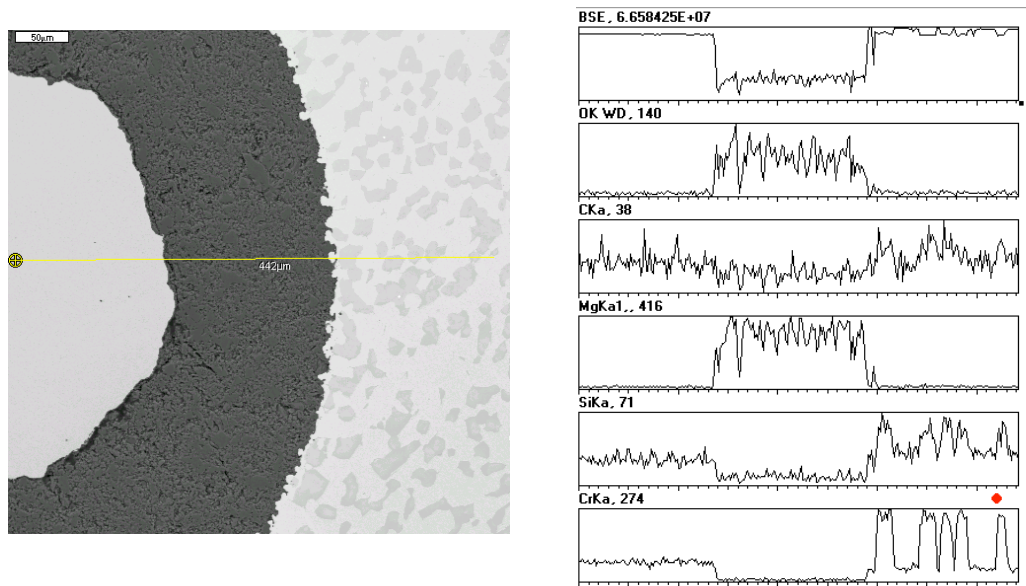 50µm
442µm
BSE, 6.658425E+07
OK WD, 140
CKa, 38
MgKa1,, 416
SiKa, 71
CrKa, 274